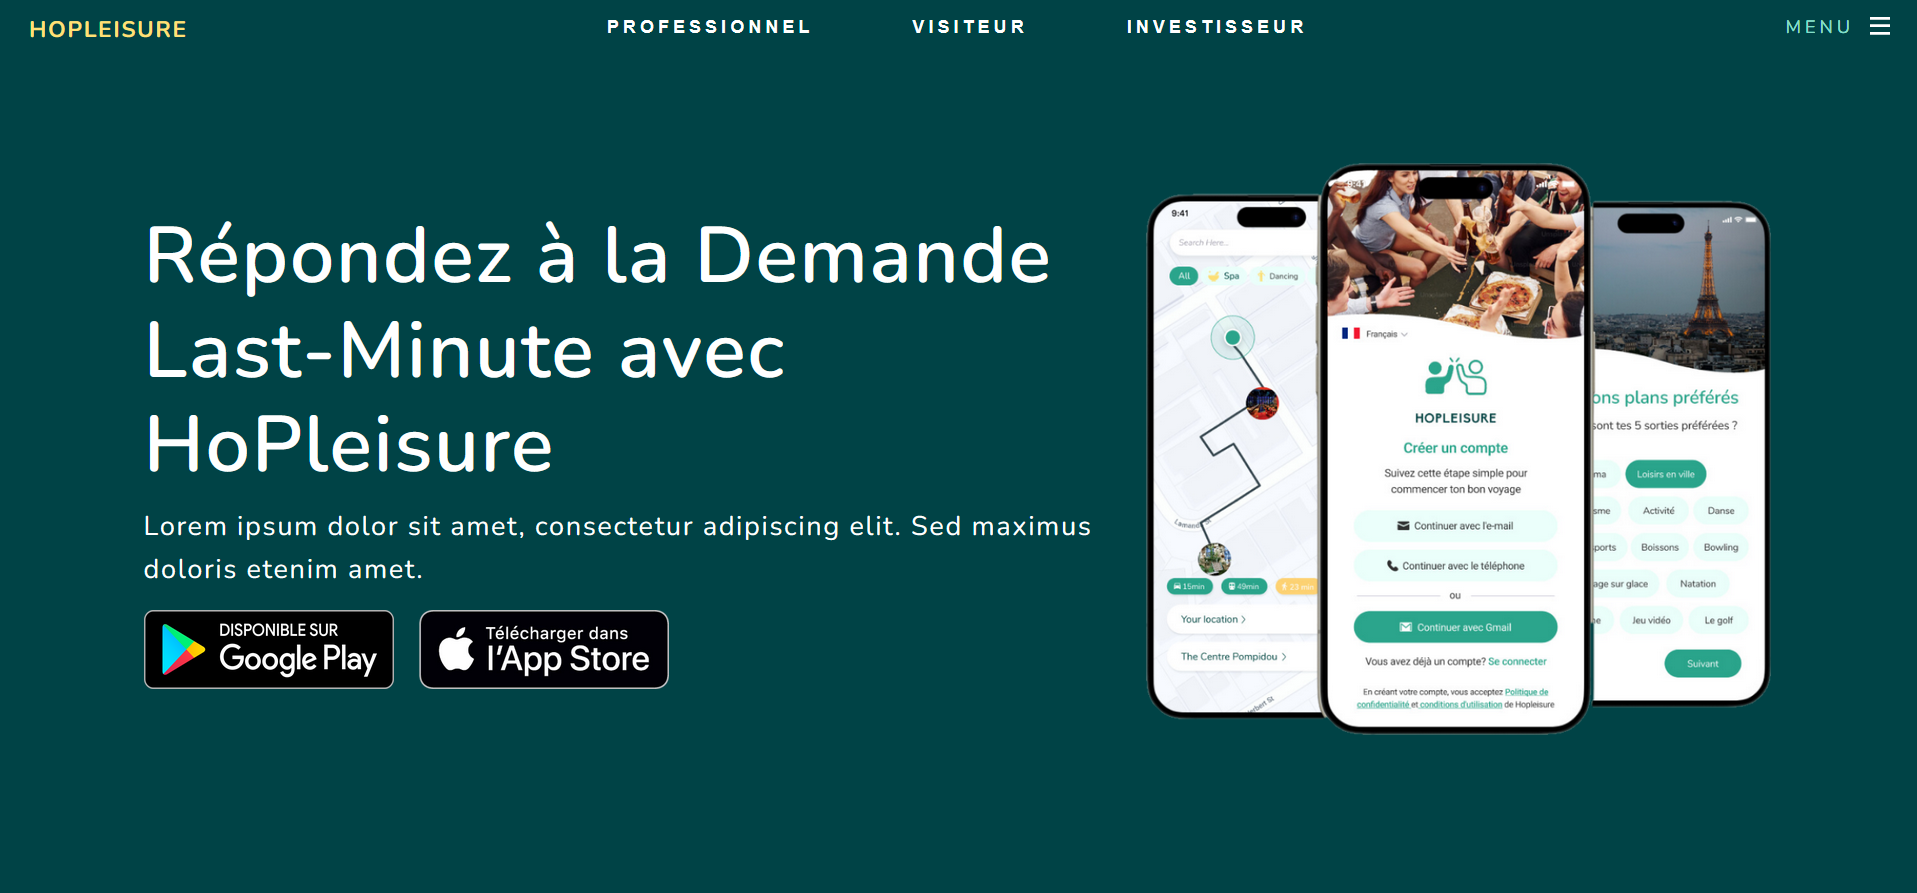 HOPLEISURE
PROFESSIONNEL
VISITEUR
INVESTISSEUR
MENU
Répondez à la Demande
Last-Minute avec
HoPleisure
Lorem ipsum dolor sit amet, consectetur adipiscing elit. Sed maximus
doloris etenim amet.
DISPONIBLE SUR
Google Play
Télécharger dans
l'App Store
9:41
Search Here...
All
Spa
Dancing
15min
49min
23 min
Your location >
The Centre Pompidou >
9:41
Français
HOPLEISURE
Créer un compte
Suivez cette étape simple pour
commencer ton bon voyage
Continuer avec l'e-mail
Continuer avec le téléphone
ou
Continuer avec Gmail
Vous avez déjà un compte? Se connecter
En créant votre compte, vous acceptez Politique de
confidentialité et conditions d'utilisation de Hopleisure
ons plans préférés
sont tes 5 sorties préférées ?
ma
Loisirs en ville
sme
Activité
Danse
ports
Boissons
Bowling
age sur glace
Natation
Jeu vidéo
Le golf
Suivant